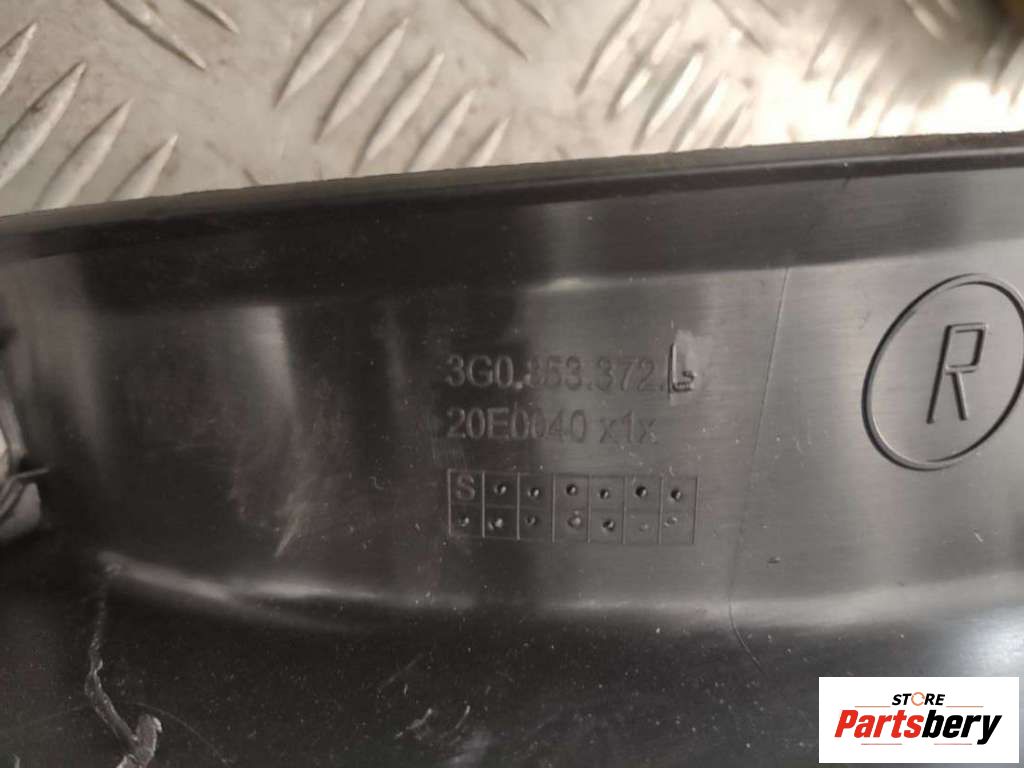 3G0.853.372.L
20E0040 x1x
S
R
STORE
Partsbery